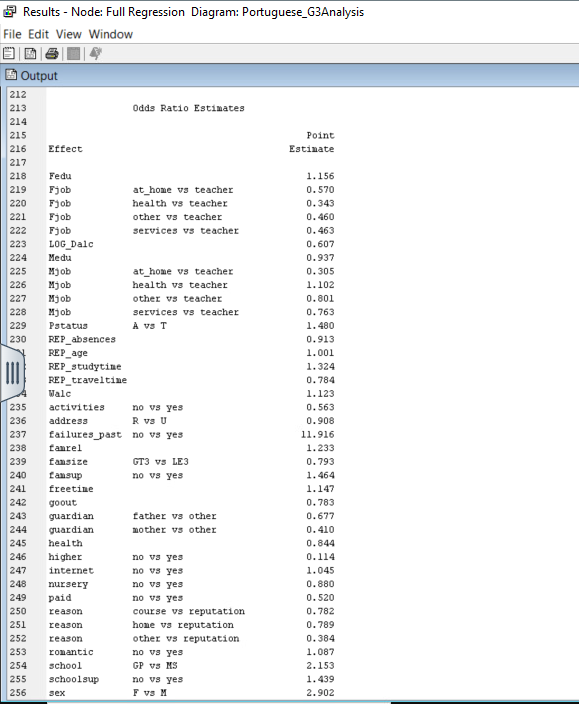 Results - Node: Full Regression Diagram: Portuguese_G3Analysis
File Edit View Window
Output
212
213 Odds Ratio Estimates
214
215 Point
216 Effect Estimate
217
218 Fedu 1.156
219 Fjob at_home vs teacher 0.570
220 Fjob health vs teacher 0.343
221 Fjob other vs teacher 0.460
222 Fjob services vs teacher 0.463
223 LOG_Dalc 0.607
224 Medu 0.937
225 Mjob at_home vs teacher 0.305
226 Mjob health vs teacher 1.102
227 Mjob other vs teacher 0.801
228 Mjob services vs teacher 0.763
229 Pstatus A vs T 1.480
230 REP_absences 0.913
REP_age 1.001
REP_studytime 1.324
REP_traveltime 0.784
Walc 1.123
235 activities no vs yes 0.563
236 address R vs U 0.908
237 failures_past no vs yes 11.916
238 famrel 1.233
239 famsize GT3 vs LE3 0.793
240 famsup no vs yes 1.464
241 freetime 1.147
242 goout 0.783
243 guardian father vs other 0.677
244 guardian mother vs other 0.410
245 health 0.844
246 higher no vs yes 0.114
247 internet no vs yes 1.045
248 nursery no vs yes 0.880
249 paid no vs yes 0.520
250 reason course vs reputation 0.782
251 reason home vs reputation 0.789
252 reason other vs reputation 0.384
253 romantic no vs yes 1.087
254 school GP vs MS 2.153
255 schoolsup no vs yes 1.439
256 sex F vs M 2.902